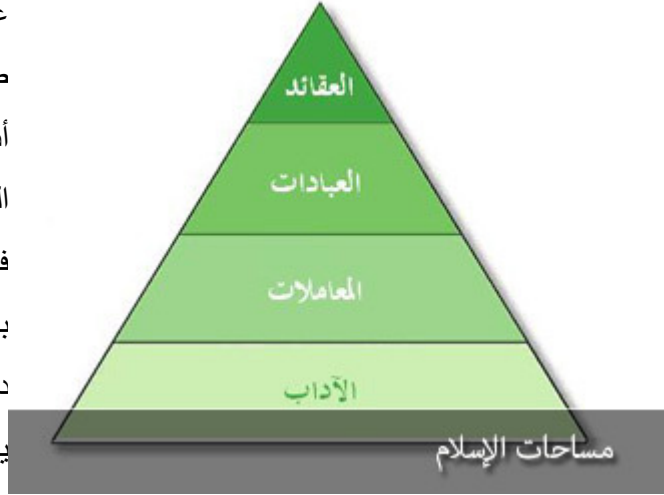 العقائد
العبادات
المعاملات
الآداب
مساحات الإسلام